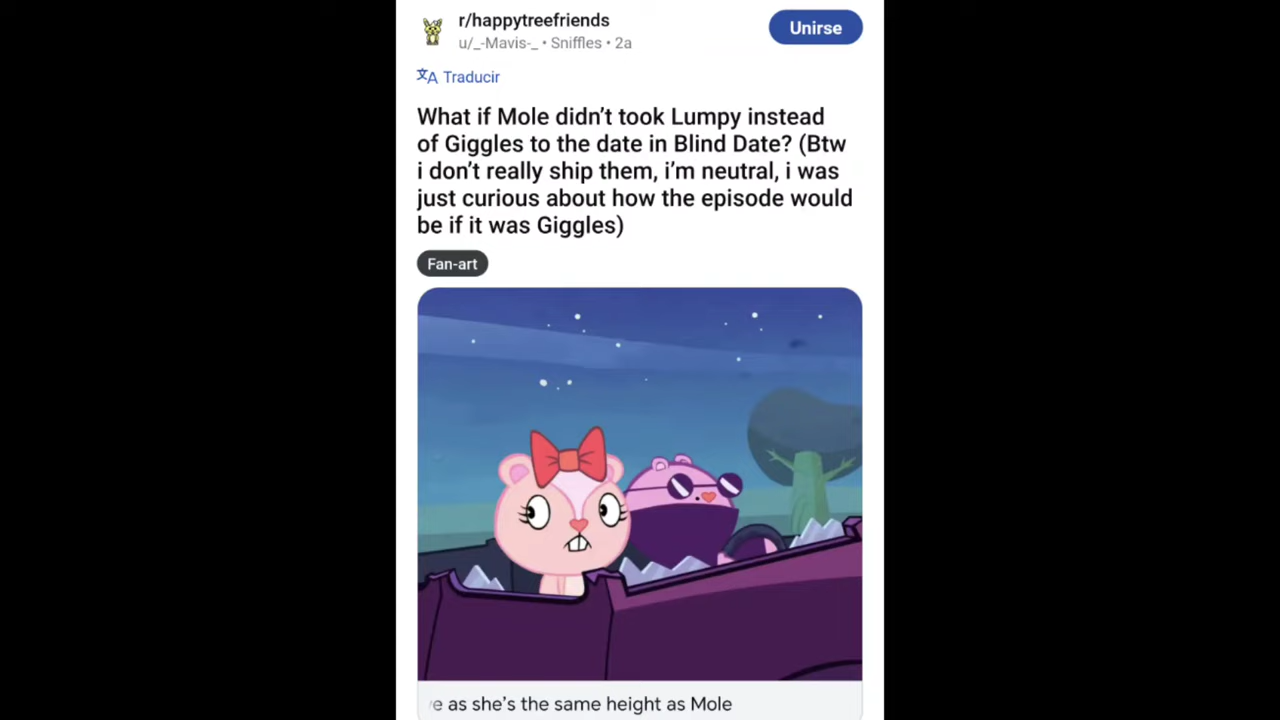 r/happytreefriends
Unirse
u/_-Mavis-_ • Sniffles • 2a
Traducir
What if Mole didn't took Lumpy instead
of Giggles to the date in Blind Date? (Btw
i don't really ship them, i'm neutral, i was
just curious about how the episode would
be if it was Giggles)
Fan-art
as she's the same height as Mole